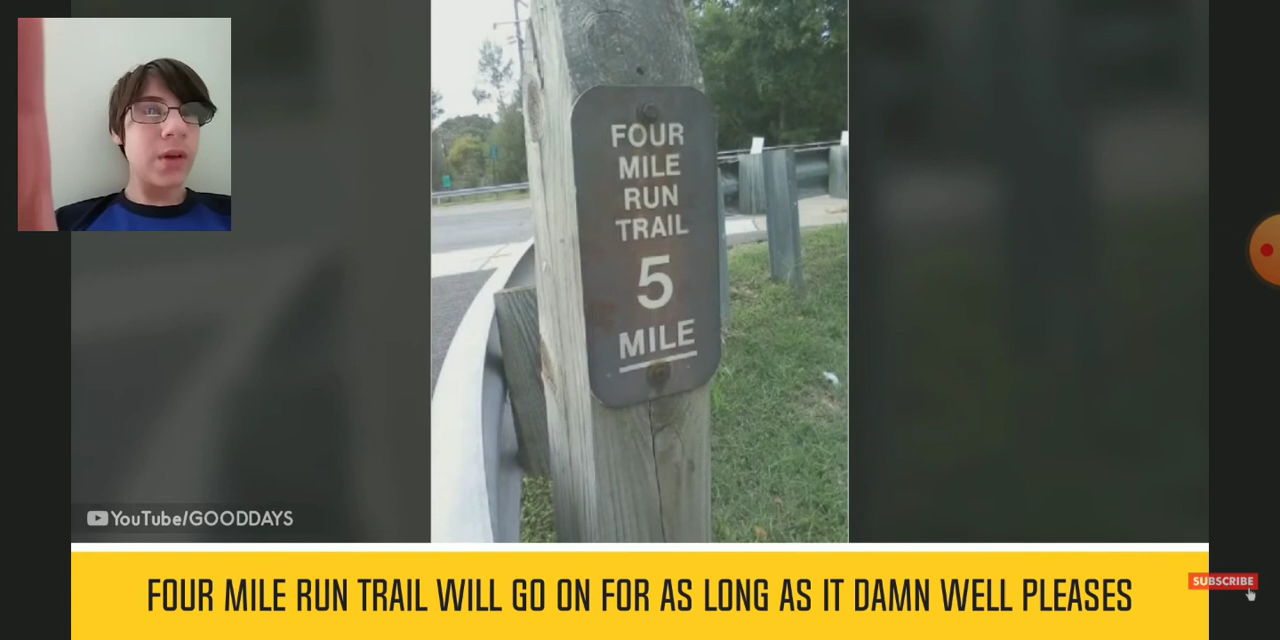 FOUR
MILE
RUN
TRAIL
5
MILE
YouTube/GOODDAYS
FOUR MILE RUN TRAIL WILL GO ON FOR AS LONG AS IT DAMN WELL PLEASES
SUBSCRIBE